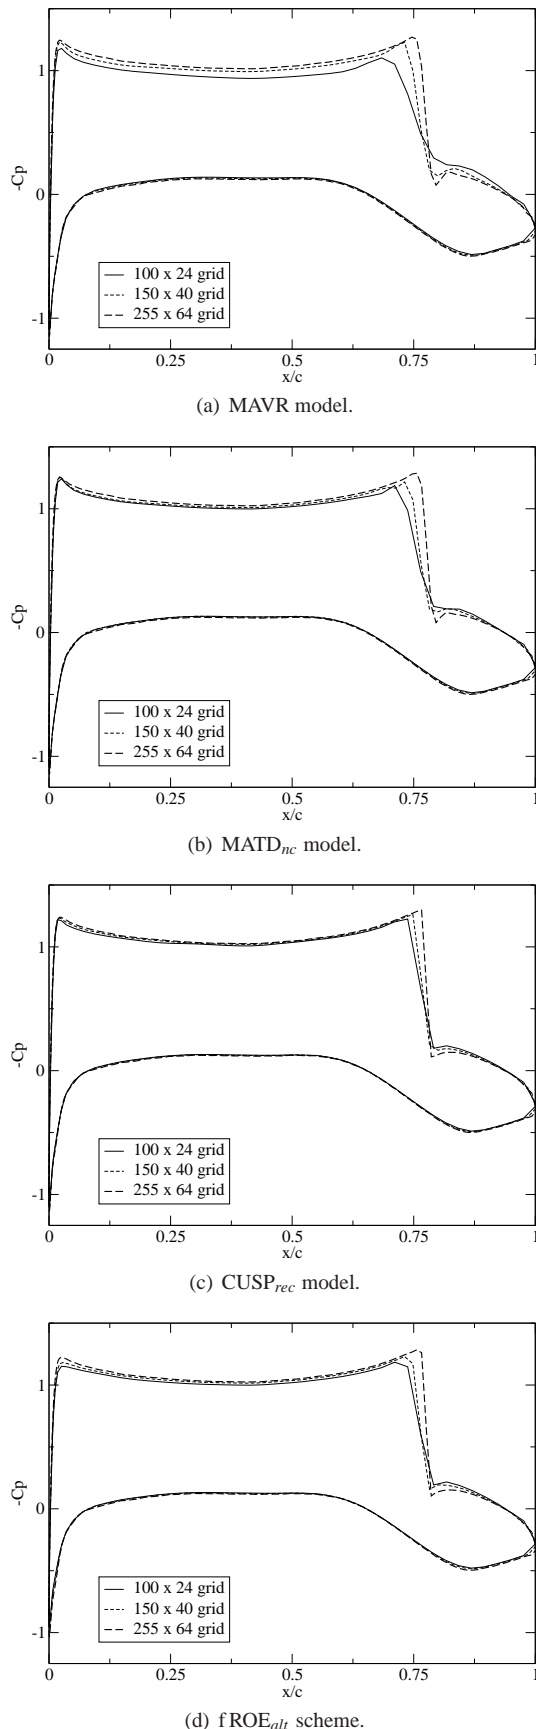 1
0
-1
-Cp
100 x 24 grid
150 x 40 grid
255 x 64 grid
0 0.25 0.5 0.75 1
x/c
(a) MAVR model.
1
0
-1
-Cp
100 x 24 grid
150 x 40 grid
255 x 64 grid
0 0.25 0.5 0.75 1
x/c
(b) MATDnc model.
1
0
-1
-Cp
100 x 24 grid
150 x 40 grid
255 x 64 grid
0 0.25 0.5 0.75 1
x/c
(c) CUSPrec model.
1
0
-1
-Cp
100 x 24 grid
150 x 40 grid
255 x 64 grid
0 0.25 0.5 0.75 1
x/c
(d) fROEalt scheme.